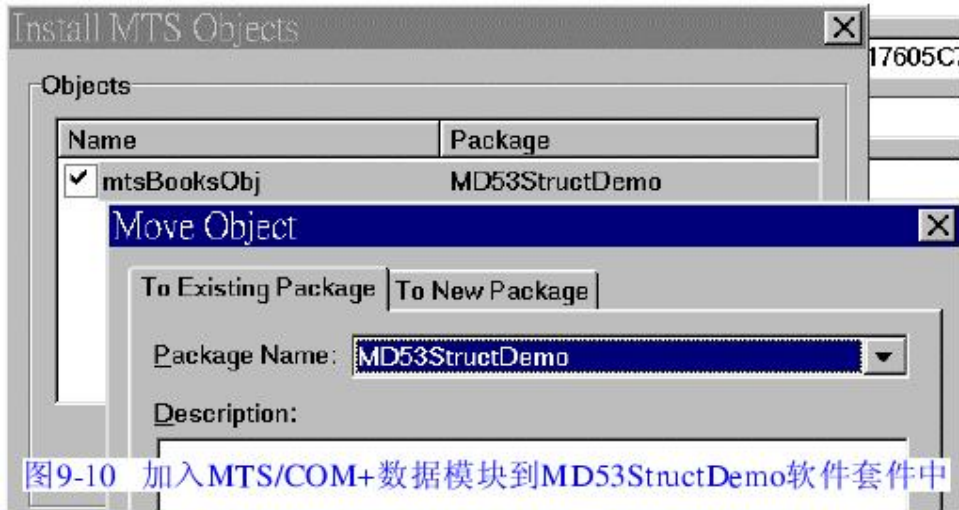 Install MTS Objects
17605C7
Objects
Name Package
mtsBooksObj MD53StructDemo
Move Object
To Existing Package To New Package
Package Name: MD53StructDemo
Description:
图9-10 加入MTS/COM+数据模块到MD53StructDemo软件套件中